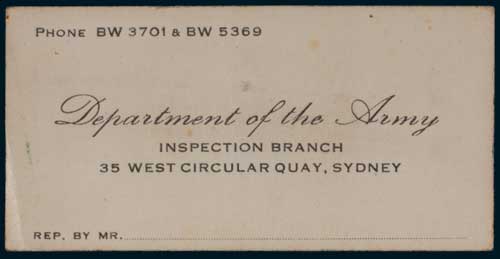 PHONE BW 3701 & BW 5369
Department of the Army
INSPECTION BRANCH
35 WEST CIRCULAR QUAY, SYDNEY
REP. BY MR.